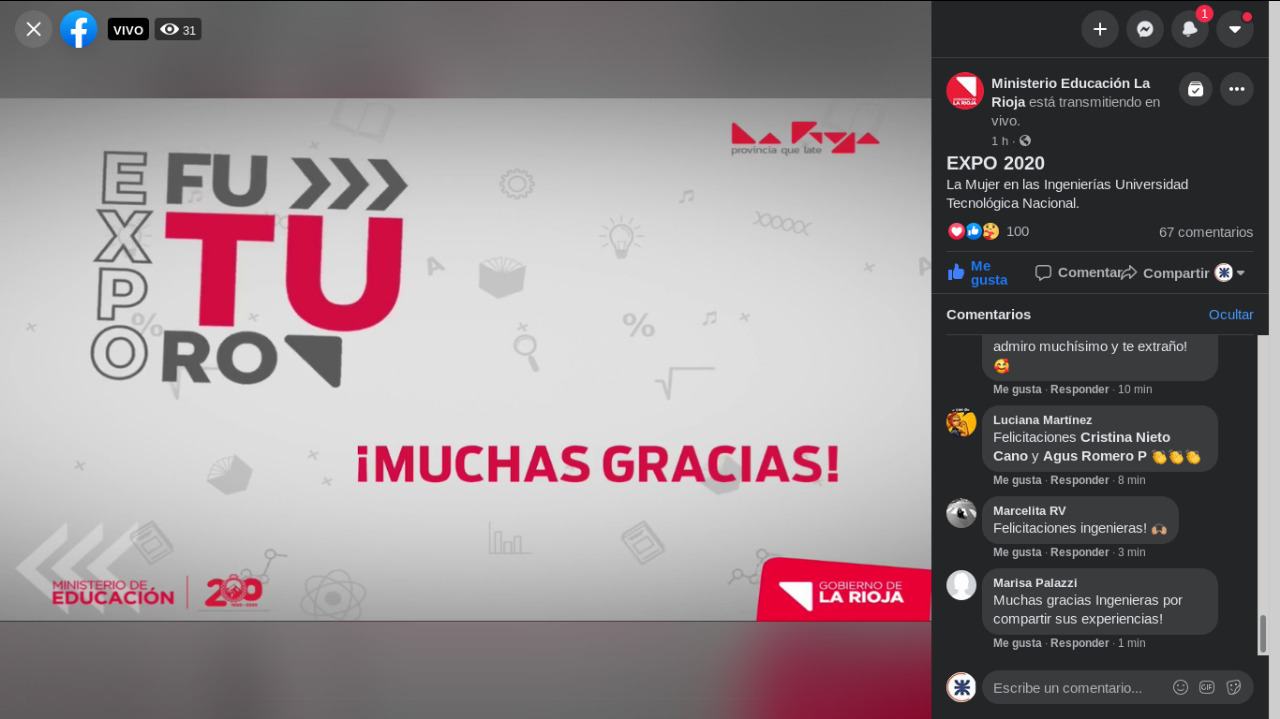 VIVO
31
EXPO
FU
TU
RO
La Rioja
provincia que late
¡MUCHAS GRACIAS!
MINISTERIO DE
EDUCACIÓN
200
GOBIERNO DE
LA RIOJA
1
Ministerio Educación La
Rioja está transmitiendo en
vivo.
1 h ·
EXPO 2020
La Mujer en las Ingenierías Universidad
Tecnológica Nacional.
100
67 comentarios
Me
gusta
Comentar
Compartir
Comentarios
Ocultar
admiro muchísimo y te extraño!
🥰
Me gusta · Responder · 10 min
Luciana Martínez
Felicitaciones Cristina Nieto
Cano y Agus Romero P 👏👏👏
Me gusta · Responder · 8 min
Marcelita RV
Felicitaciones ingenieras! 🙌🏽
Me gusta · Responder · 3 min
Marisa Palazzi
Muchas gracias Ingenieras por
compartir sus experiencias!
Me gusta · Responder · 1 min
Escribe un comentario...
GIF